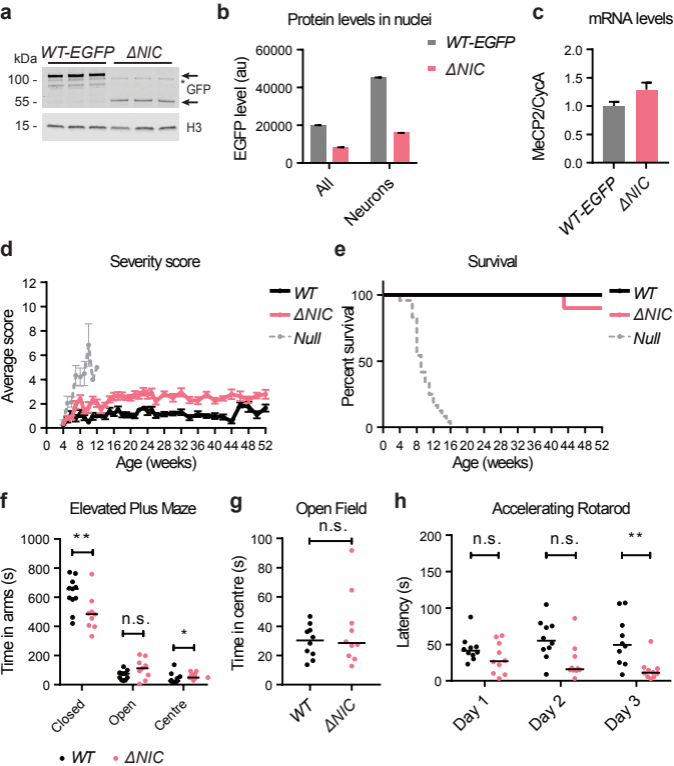 a
kDa
WT-EGFP ΔNIC
100 -
*
GFP
55 -
15 -
H3
b
Protein levels in nuclei
EGFP level (au)
60000
40000
20000
0
All
Neurons
WT-EGFP
ΔNIC
c
mRNA levels
MeCP2/CycA
2.0
1.5
1.0
0.5
0.0
WT-EGFP
ΔNIC
d
Severity score
Average score
12
10
8
6
4
2
0
0 4 8 12 16 20 24 28 32 36 40 44 48 52
Age (weeks)
WT
ΔNIC
Null
e
Survival
Percent survival
100
50
0
0 4 8 12 16 20 24 28 32 36 40 44 48 52
Age (weeks)
WT
ΔNIC
Null
f
Elevated Plus Maze
Time in arms (s)
1000
800
600
400
200
0
**
n.s.
*
Closed
Open
Centre
WT ΔNIC
g
Open Field
n.s.
Time in centre (s)
100
80
60
40
20
0
WT
ΔNIC
h
Accelerating Rotarod
Latency (s)
200
150
100
50
0
n.s.
n.s.
**
Day 1
Day 2
Day 3